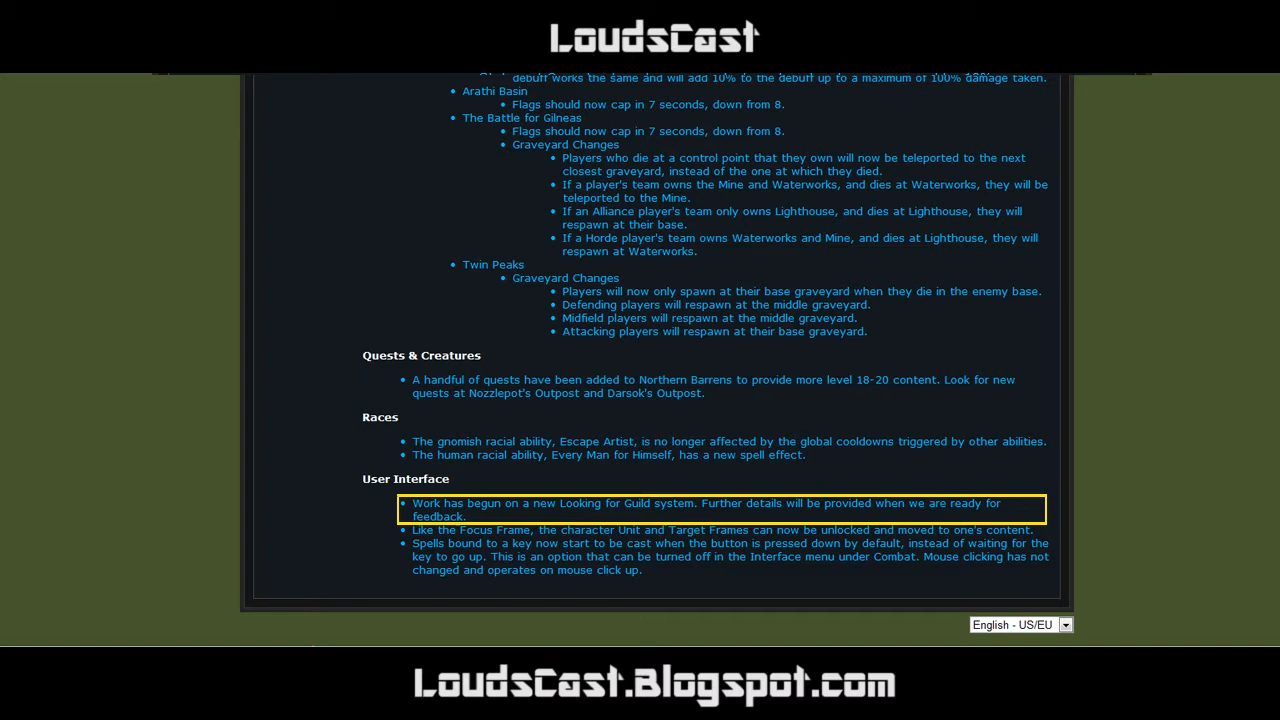 LoudsCast
debuff works the same and will add 10% to the debuff up to a maximum of 100% damage taken.
• Arathi Basin
• Flags should now cap in 7 seconds, down from 8.
• The Battle for Gilneas
• Flags should now cap in 7 seconds, down from 8.
• Graveyard Changes
• Players who die at a control point that they own will now be teleported to the next
closest graveyard, instead of the one at which they died.
• If a player's team owns the Mine and Waterworks, and dies at Waterworks, they will be
teleported to the Mine.
• If an Alliance player's team only owns Lighthouse, and dies at Lighthouse, they will
respawn at their base.
• If a Horde player's team owns Waterworks and Mine, and dies at Lighthouse, they will
respawn at Waterworks.
• Twin Peaks
• Graveyard Changes
• Players will now only spawn at their base graveyard when they die in the enemy base.
• Defending players will respawn at the middle graveyard.
• Midfield players will respawn at the middle graveyard.
• Attacking players will respawn at their base graveyard.
Quests & Creatures
• A handful of quests have been added to Northern Barrens to provide more level 18-20 content. Look for new
quests at Nozzlepot's Outpost and Darsok's Outpost.
Races
• The gnomish racial ability, Escape Artist, is no longer affected by the global cooldowns triggered by other abilities.
• The human racial ability, Every Man for Himself, has a new spell effect.
User Interface
• Work has begun on a new Looking for Guild system. Further details will be provided when we are ready for
feedback.
• Like the Focus Frame, the character Unit and Target Frames can now be unlocked and moved to one's content.
• Spells bound to a key now start to be cast when the button is pressed down by default, instead of waiting for the
key to go up. This is an option that can be turned off in the Interface menu under Combat. Mouse clicking has not
changed and operates on mouse click up.
English - US/EU
LoudsCast.Blogspot.com